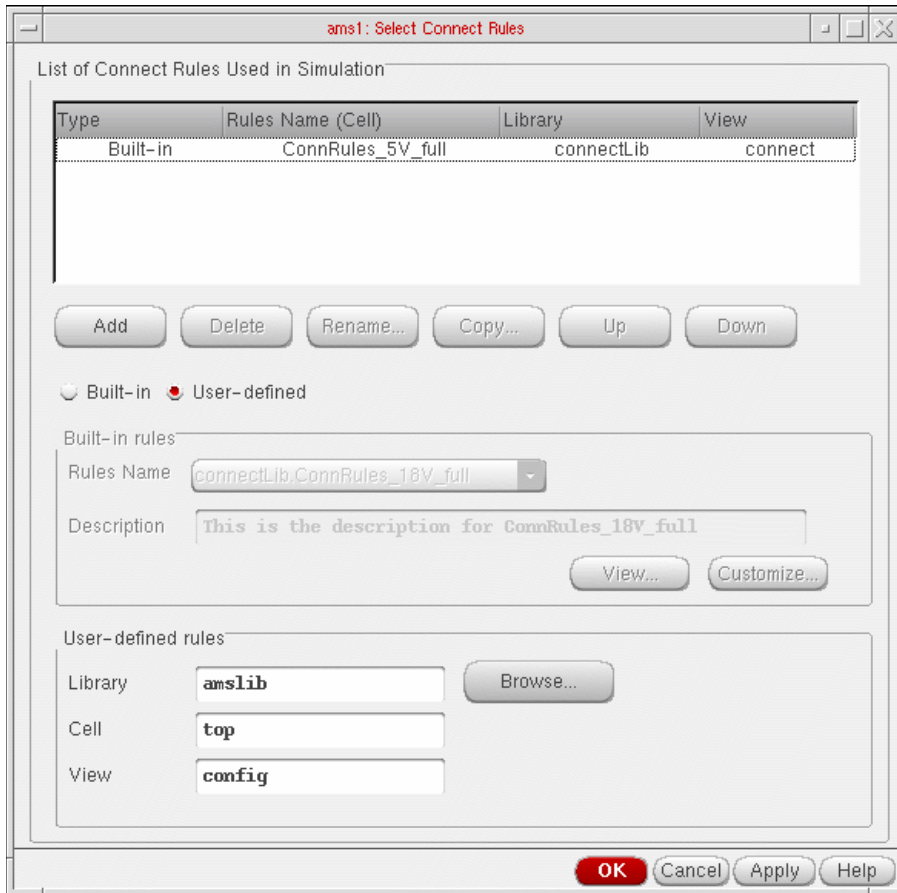 ams1: Select Connect Rules
List of Connect Rules Used in Simulation
Type Rules Name (Cell) Library View
Built-in ConnRules_5V_full connectLib connect
Add Delete Rename... Copy... Up Down
Built-in User-defined
Built-in rules
Rules Name connectLib.ConnRules_18V_full
Description This is the description for ConnRules_18V_full
View... Customize...
User-defined rules
Library amslib Browse...
Cell top
View config
OK Cancel Apply Help